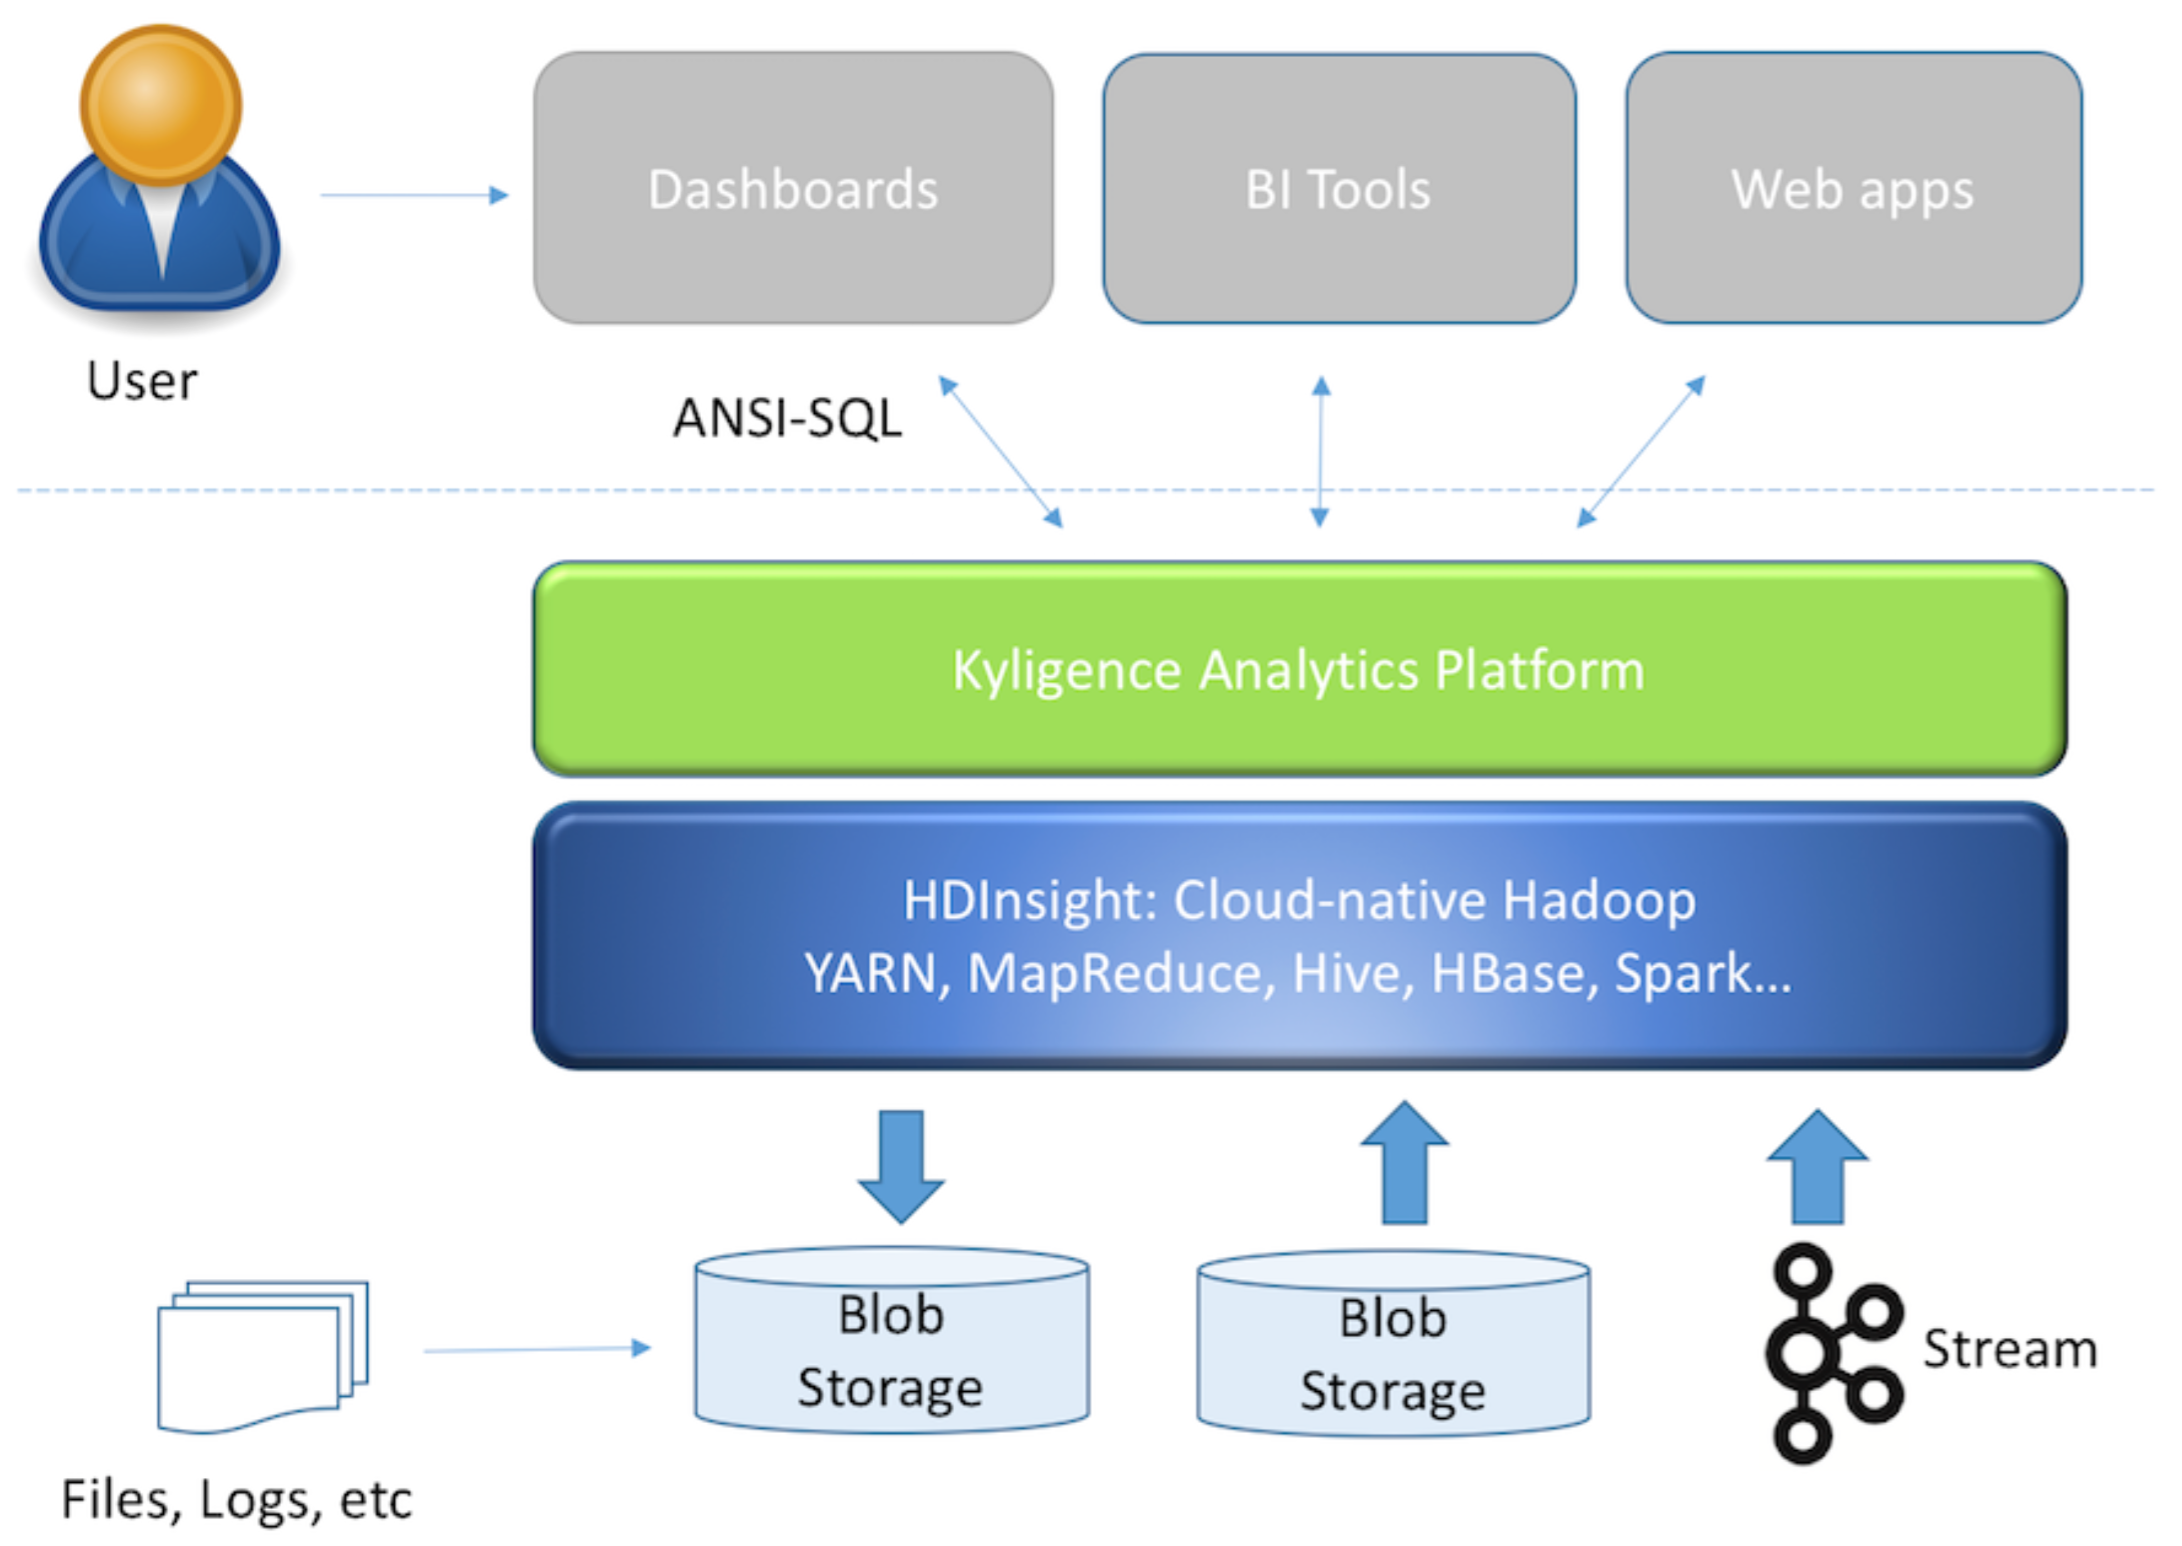 Dashboards
BI Tools
Web apps
User
ANSI-SQL
Kyligence Analytics Platform
HDInsight: Cloud-native Hadoop
YARN, MapReduce, Hive, HBase, Spark...
Blob
Storage
Blob
Storage
Stream
Files, Logs, etc